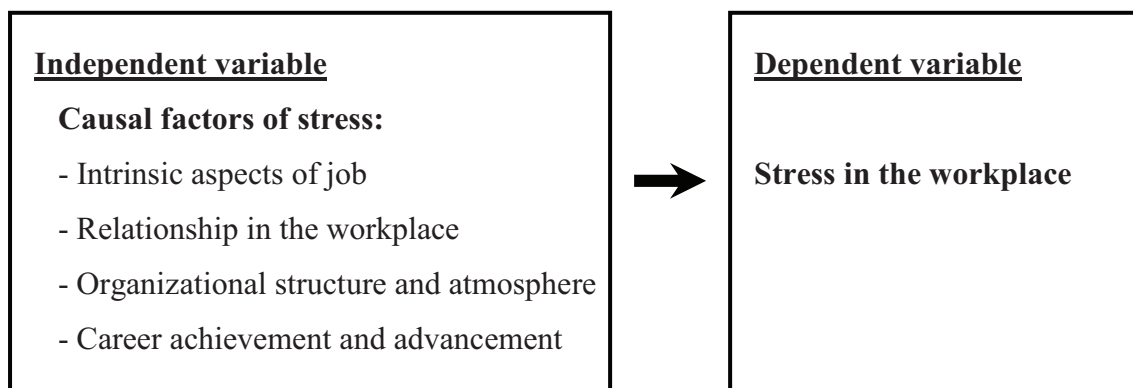 Independent variable
Causal factors of stress:
- Intrinsic aspects of job
- Relationship in the workplace
- Organizational structure and atmosphere
- Career achievement and advancement
Dependent variable
Stress in the workplace